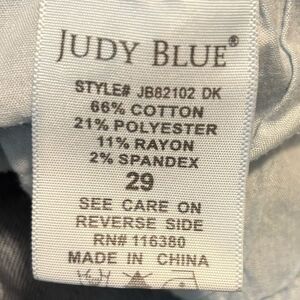 JUDY BLUE®
STYLE# JB82102 DK
66% COTTON
21% POLYESTER
11% RAYON
2% SPANDEX
29
SEE CARE ON
REVERSE SIDE
RN# 116380
MADE IN CHINA